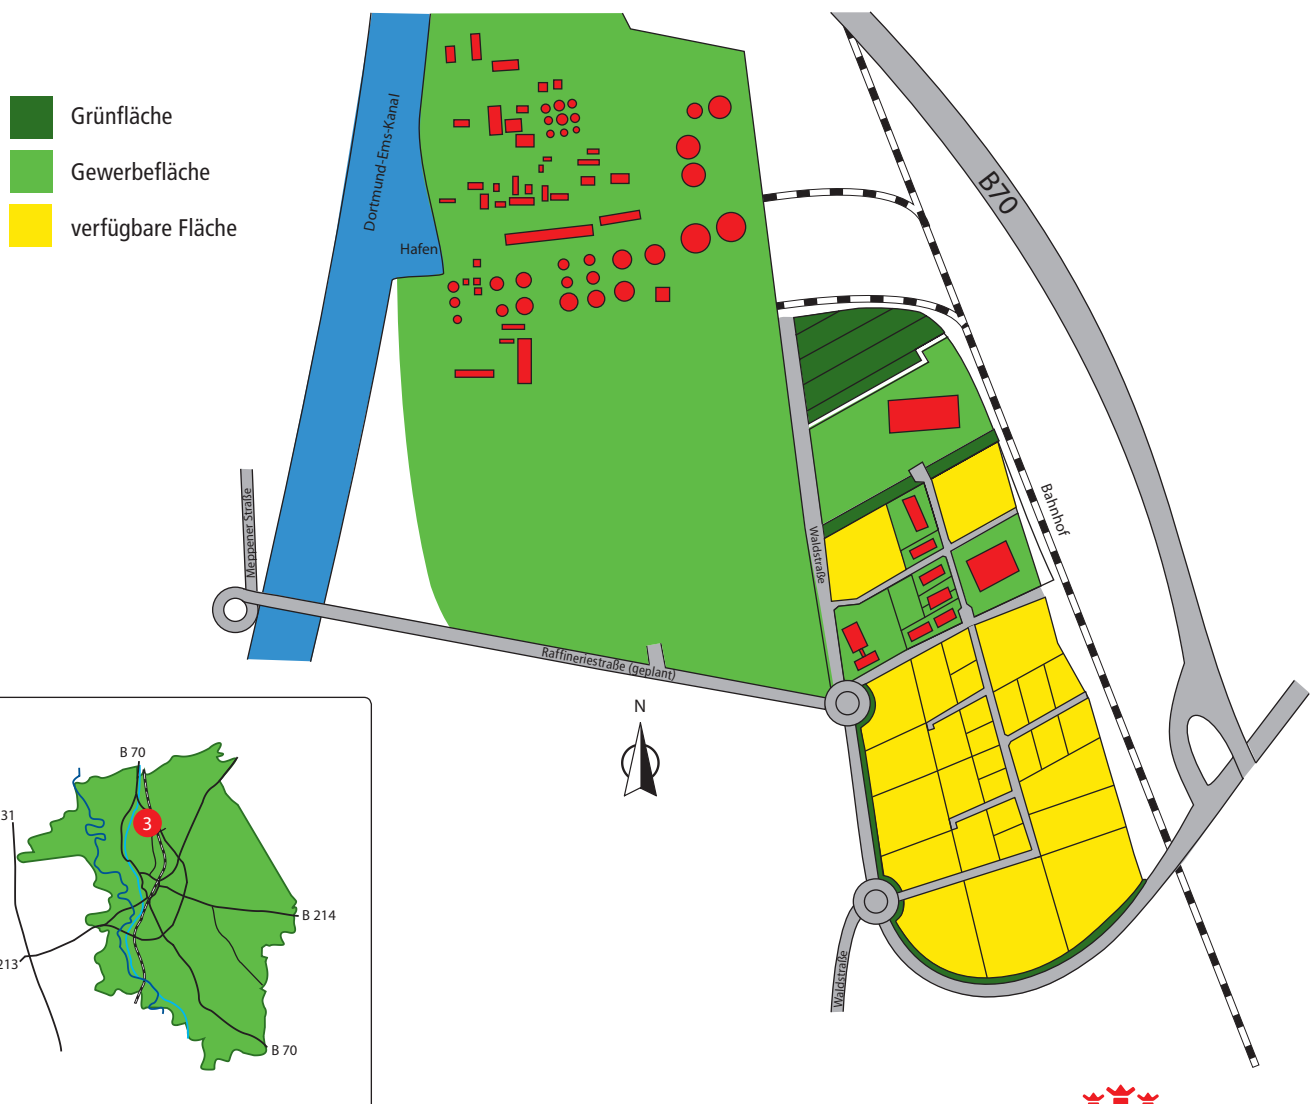 Grünfläche
Gewerbefläche
verfügbare Fläche
Dortmund-Ems-Kanal
Hafen
B70
Bahnhof
Meppener Straße
Waldstraße
Raffineriestraße (geplant)
N
Waldstraße
B 70
31
3
B 214
213
B 70